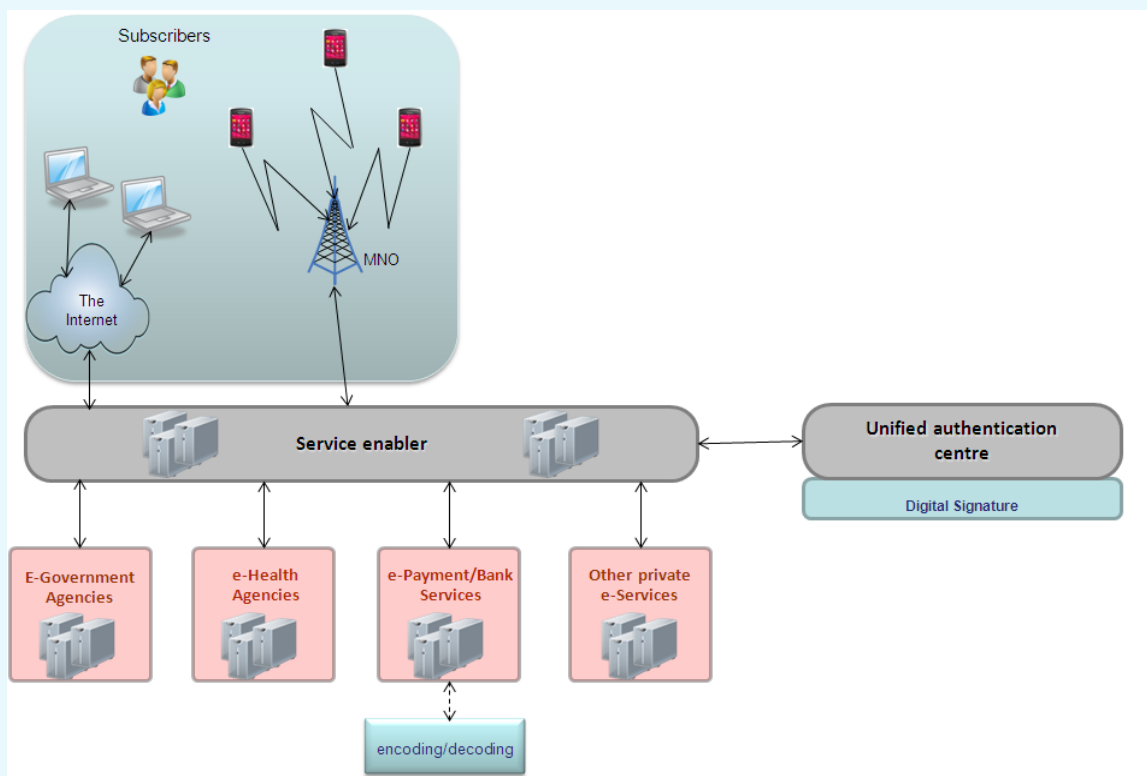 Subscribers
MNO
The
Internet
Service enabler
Unified authentication
centre
Digital Signature
E-Government
Agencies
e-Health
Agencies
e-Payment/Bank
Services
Other private
e-Services
encoding/decoding